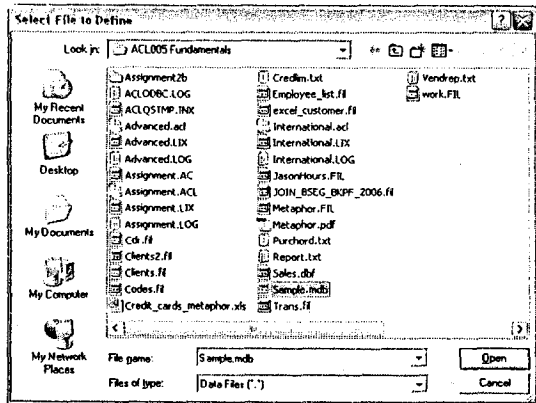 Select File to Define
Look in: ACL005 Fundamentals
My Recent Documents
Desktop
My Documents
My Computer
My Network Places
Assignment2b
ACLODBC.LOG
ACLQSTMP.INX
Advanced.acl
Advanced.LIX
Advanced.LOG
Assignment.AC
Assignment.ACL
Assignment.LIX
Assignment.LOG
Cdr.fil
Clients2.fil
Clients.fil
Codes.fil
Credit_cards_metaphor.xls
Credlim.txt
Employee_list.fil
excel_customer.fil
International.acl
International.LIX
International.LOG
JasonHours.FIL
JOIN_BSEG_BKPF_2006.fil
Metaphor.FIL
Metaphor.pdf
Purchord.txt
Report.txt
Sales.dbf
Sample.mdb
Trans.fil
Vendrep.txt
work.FIL
File name: Sample.mdb Open
Files of type: Data Files (*.*) Cancel